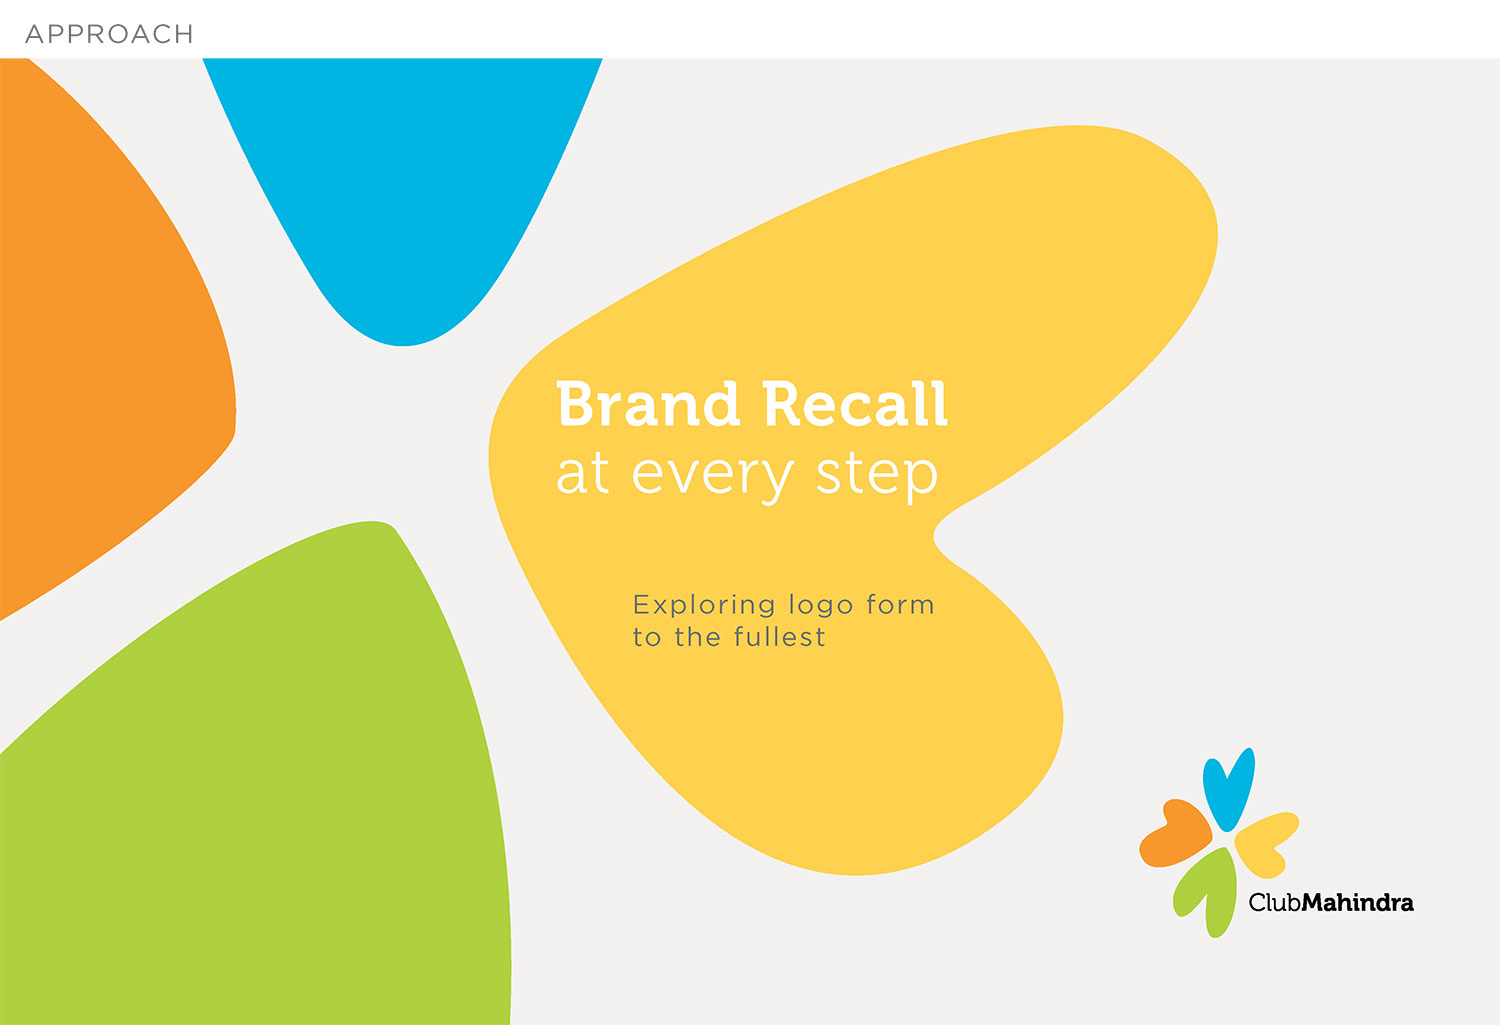 APPROACH
Brand Recall
at every step
Exploring logo form
to the fullest
ClubMahindra